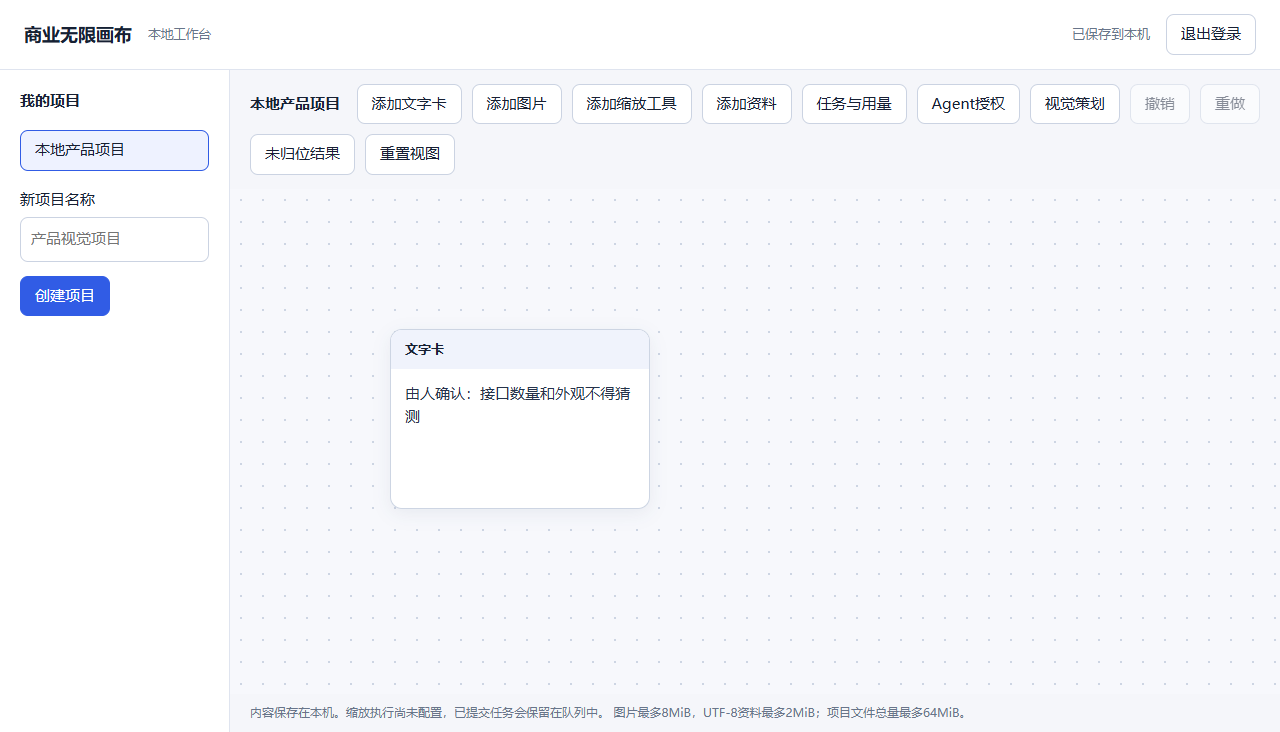 商业无限画布 本地工作台 已保存到本机 退出登录
我的项目
本地产品项目
新项目名称
产品视觉项目
创建项目
本地产品项目 添加文字卡 添加图片 添加缩放工具 添加资料 任务与用量 Agent授权 视觉策划 撤销 重做
未归位结果 重置视图
文字卡
由人确认：接口数量和外观不得猜
测
内容保存在本机。缩放执行尚未配置，已提交任务会保留在队列中。 图片最多8MiB，UTF-8资料最多2MiB；项目文件总量最多64MiB。